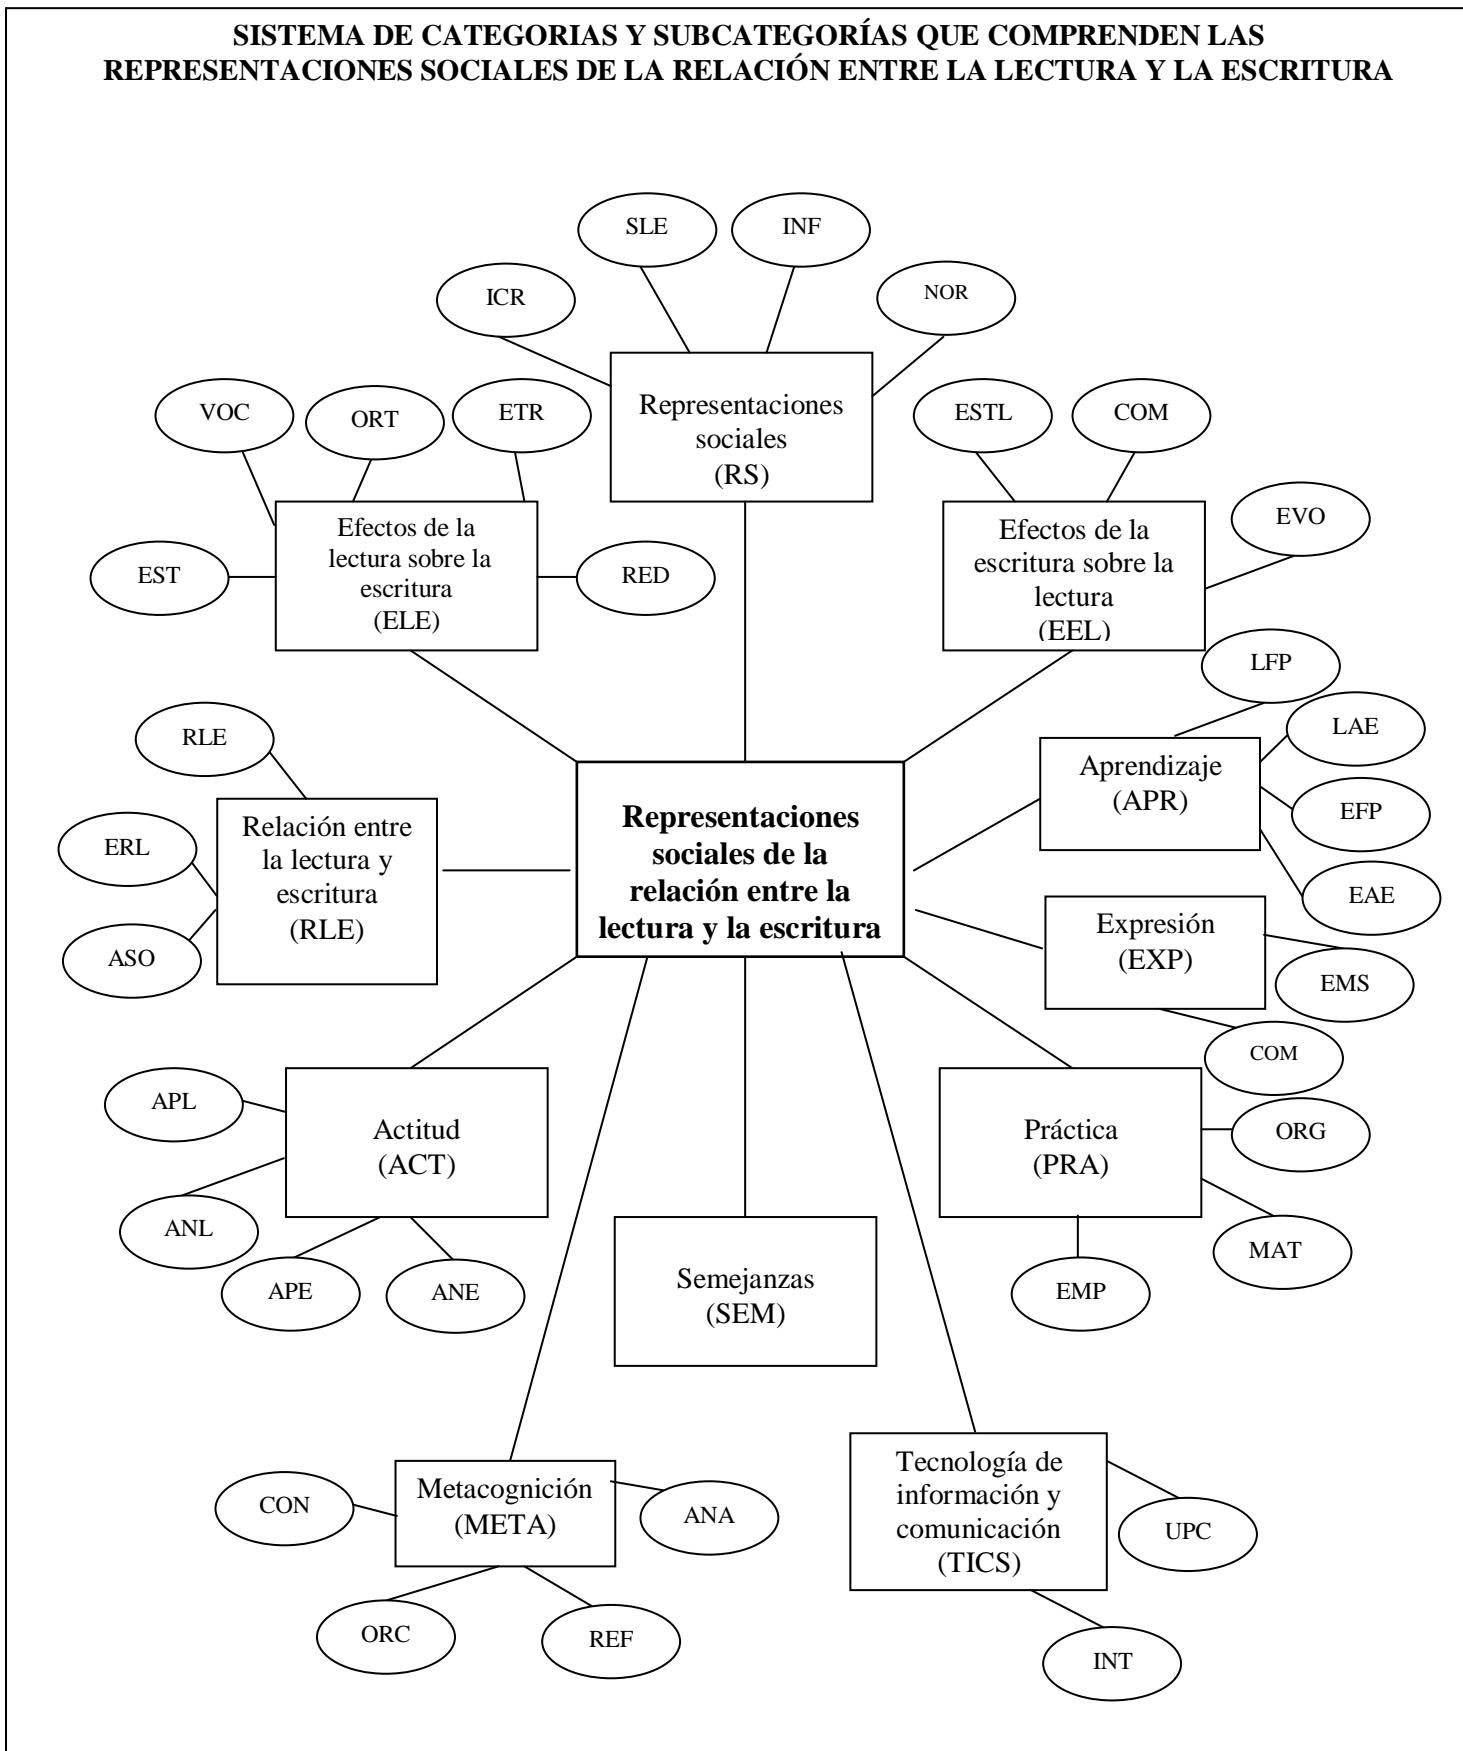 SISTEMA DE CATEGORIAS Y SUBCATEGORÍAS QUE COMPRENDEN LAS
REPRESENTACIONES SOCIALES DE LA RELACIÓN ENTRE LA LECTURA Y LA ESCRITURA
SLE
INF
ICR
NOR
Representaciones
sociales
(RS)
VOC
ORT
ETR
EST
RED
Efectos de la
lectura sobre la
escritura
(ELE)
ESTL
COM
EVO
Efectos de la
escritura sobre la
lectura
(EEL)
RLE
ERL
ASO
Relación entre
la lectura y
escritura
(RLE)
Representaciones
sociales de la
relación entre la
lectura y la escritura
LFP
LAE
EFP
EAE
Aprendizaje
(APR)
Expresión
(EXP)
EMS
COM
APL
ANL
APE
ANE
Actitud
(ACT)
Semejanzas
(SEM)
Práctica
(PRA)
ORG
MAT
EMP
CON
Metacognición
(META)
ANA
ORC
REF
Tecnología de
información y
comunicación
(TICS)
UPC
INT